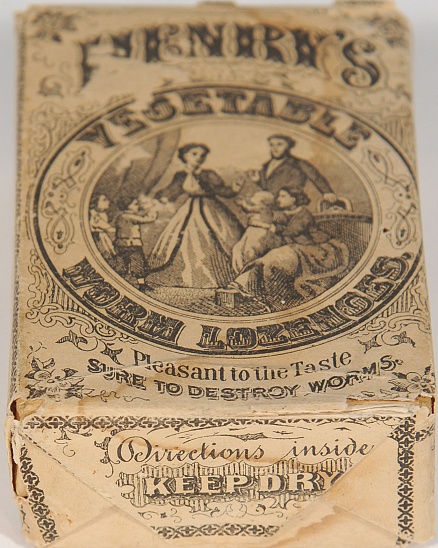 HENRY'S
VEGETABLE
WORM LOZENGES.
Pleasant to the Taste
SURE TO DESTROY WORMS.
Directions inside
KEEP DRY